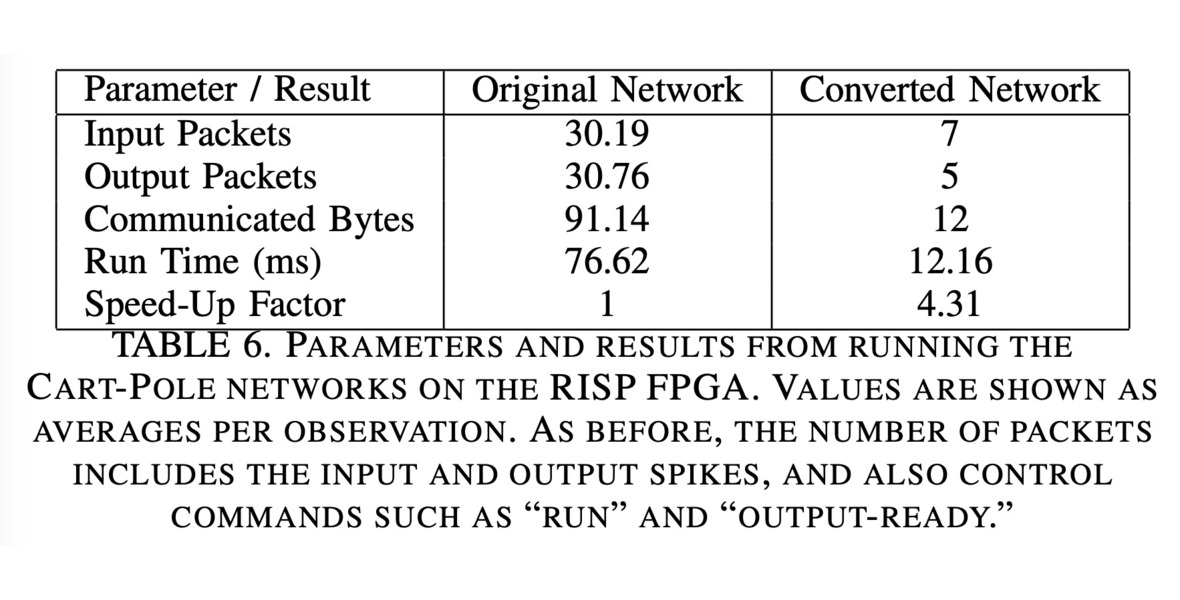 Parameter / Result Original Network Converted Network
Input Packets 30.19 7
Output Packets 30.76 5
Communicated Bytes 91.14 12
Run Time (ms) 76.62 12.16
Speed-Up Factor 1 4.31
TABLE 6. PARAMETERS AND RESULTS FROM RUNNING THE
CART-POLE NETWORKS ON THE RISP FPGA. VALUES ARE SHOWN AS
AVERAGES PER OBSERVATION. AS BEFORE, THE NUMBER OF PACKETS
INCLUDES THE INPUT AND OUTPUT SPIKES, AND ALSO CONTROL
COMMANDS SUCH AS “RUN” AND “OUTPUT-READY.”